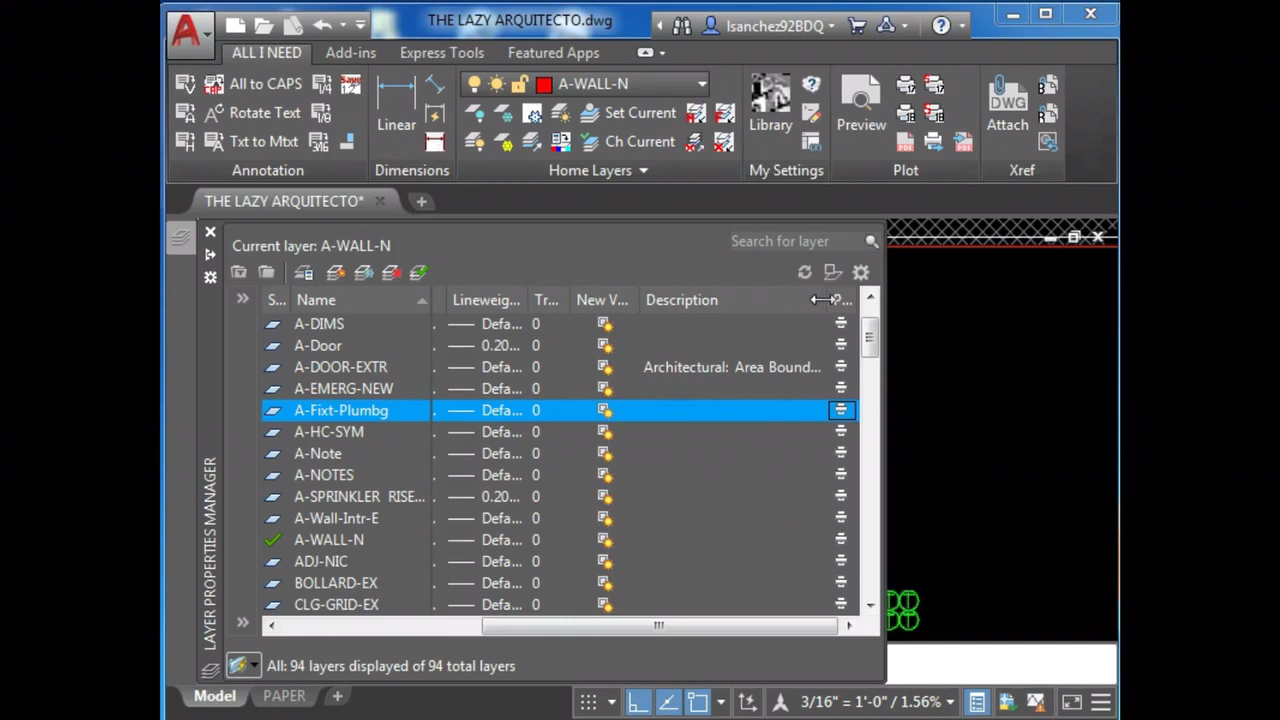 THE LAZY ARQUITECTO.dwg
lsanchez92BDQ
ALL I NEED
Add-ins
Express Tools
Featured Apps
All to CAPS
Rotate Text
Txt to Mtxt
Annotation
Linear
Dimensions
A-WALL-N
Set Current
Ch Current
Home Layers
Library
My Settings
Preview
Plot
DWG
Attach
Xref
THE LAZY ARQUITECTO*
Current layer: A-WALL-N
Search for layer
S... Name Lineweig... Tr... New V... Description P...
A-DIMS Defa... 0
A-Door 0.20... 0
A-DOOR-EXTR Defa... 0 Architectural: Area Bound...
A-EMERG-NEW Defa... 0
A-Fixt-Plumbg Defa... 0
A-HC-SYM Defa... 0
A-Note Defa... 0
A-NOTES Defa... 0
A-SPRINKLER RISE... 0.20... 0
A-Wall-Intr-E Defa... 0
A-WALL-N Defa... 0
ADJ-NIC Defa... 0
BOLLARD-EX Defa... 0
CLG-GRID-EX Defa... 0
LAYER PROPERTIES MANAGER
All: 94 layers displayed of 94 total layers
Model
PAPER
3/16" = 1'-0" / 1.56%